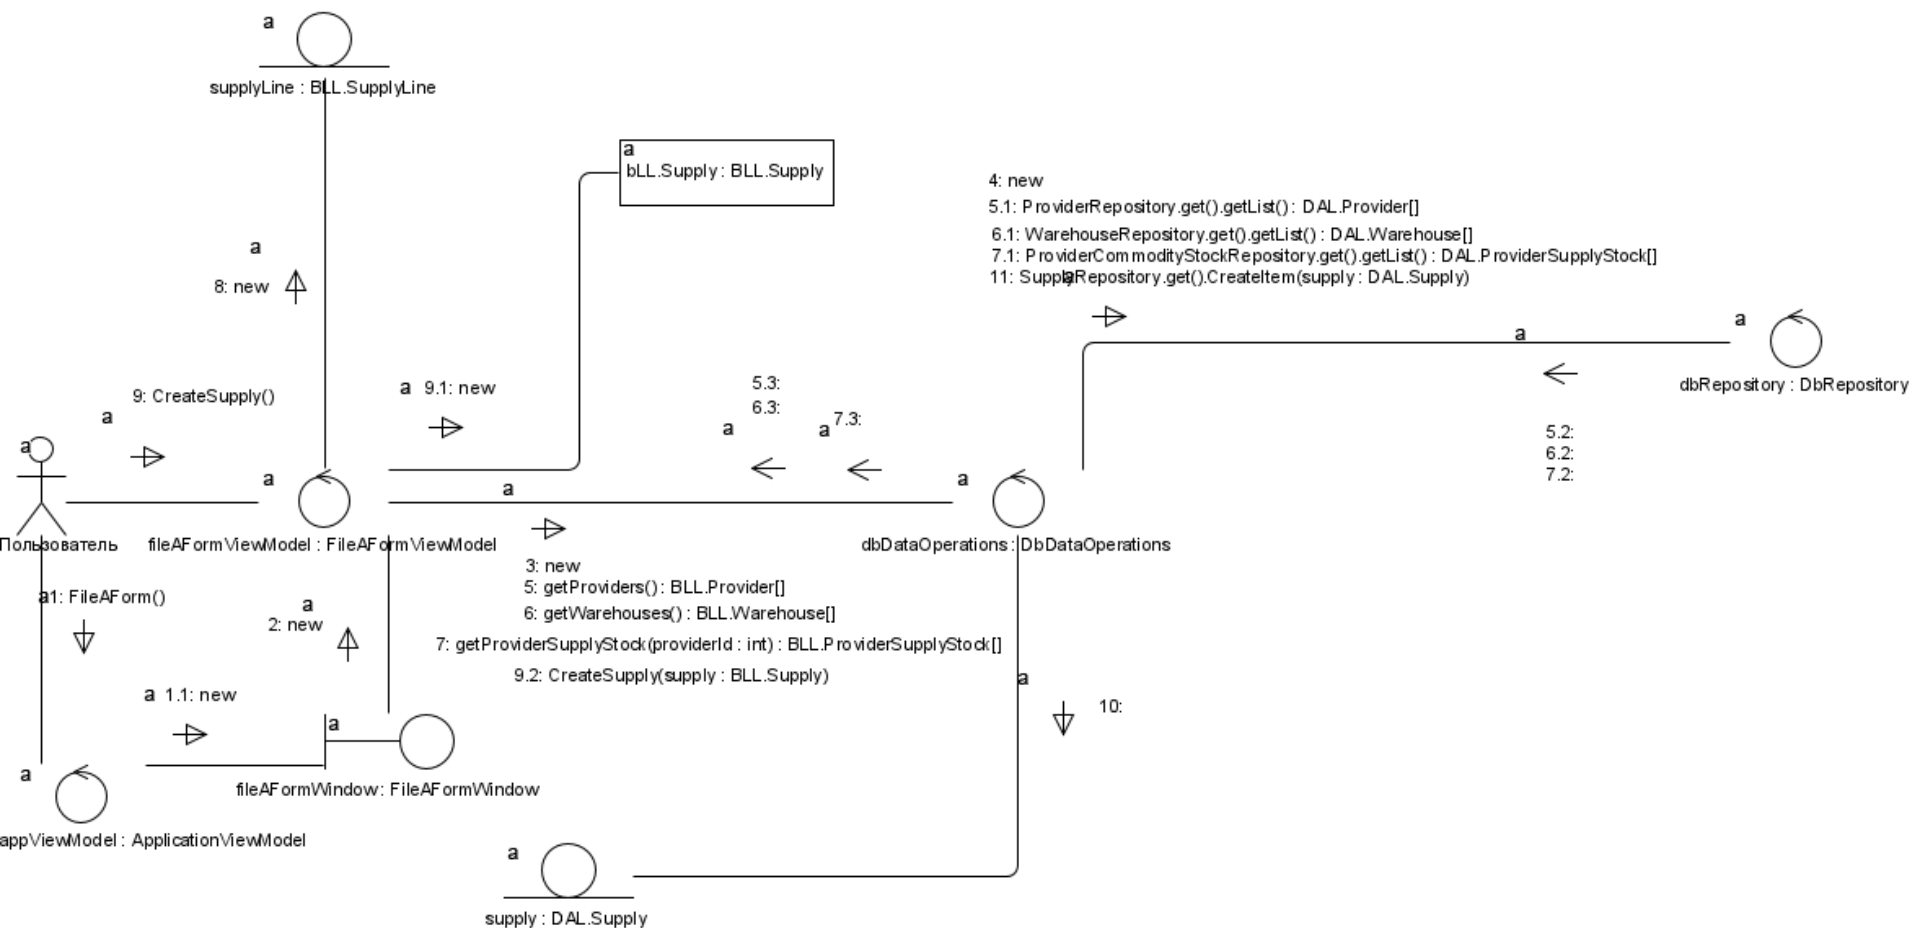 a
supplyLine : BLL.SupplyLine
a
bLL.Supply : BLL.Supply
4: new
5.1: ProviderRepository.get().getList() : DAL.Provider[]
6.1: WarehouseRepository.get().getList() : DAL.Warehouse[]
7.1: ProviderCommodityStockRepository.get().getList() : DAL.ProviderSupplyStock[]
11: SupplyRepository.get().CreateItem(supply : DAL.Supply)
a
a
8: new
a
a
dbRepository : DbRepository
5.2:
6.2:
7.2:
9: CreateSupply()
a
a 9.1: new
5.3:
6.3:
a
7.3:
a
a
a
a
a
Пользователь
fileAFormViewModel : FileAFormViewModel
dbDataOperations : DbDataOperations
3: new
5: getProviders() : BLL.Provider[]
6: getWarehouses() : BLL.Warehouse[]
7: getProviderSupplyStock(providerId : int) : BLL.ProviderSupplyStock[]
9.2: CreateSupply(supply : BLL.Supply)
a1: FileAForm()
a
2: new
a 1.1: new
a
10:
a
fileAFormWindow : FileAFormWindow
a
appViewModel : ApplicationViewModel
a
supply : DAL.Supply